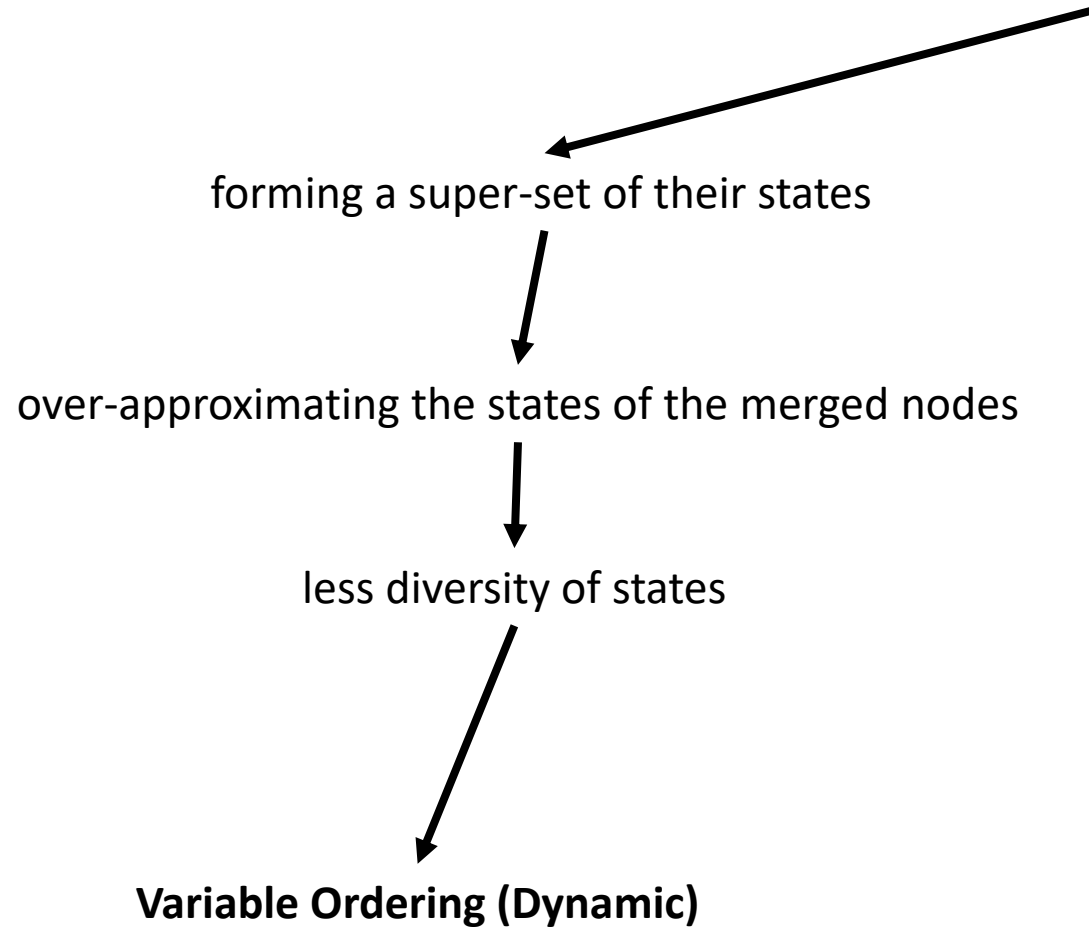 forming a super-set of their states
over-approximating the states of the merged nodes
less diversity of states
Variable Ordering (Dynamic)